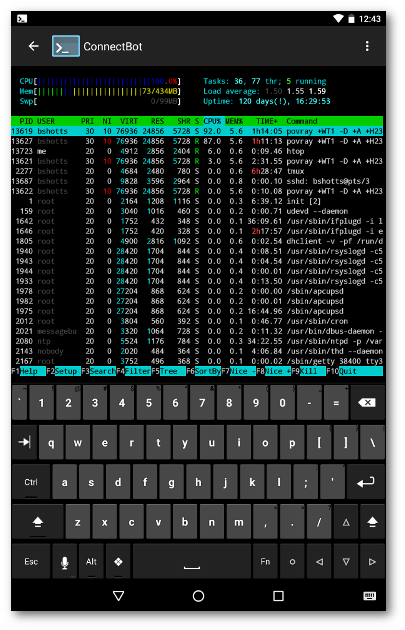 12:43
ConnectBot
CPU[ 100.0%] Tasks: 36, 77 thr; 5 running
Mem[ 73/434MB] Load average: 1.50 1.55 1.59
Swp[ 0/99MB] Uptime: 120 days(!), 16:29:53
PID USER PRI NI VIRT RES SHR S CPU% MEM% TIME+ Command
13619 bshotts 30 10 76936 24856 5728 S 92.0 5.6 1h14:05 povray +WT1 -D +A +H23
13627 bshotts 30 10 76936 24856 5728 R 87.0 5.6 1h11:13 povray +WT1 -D +A +H23
13723 me 20 0 4912 2856 2404 R 6.0 0.6 0:09.46 htop
13621 bshotts 30 10 76936 24856 5728 R 3.0 5.6 2:31.55 povray +WT1 -D +A +H23
2277 bshotts 20 0 4684 2480 780 S 0.0 0.6 6h28:47 tmux
13687 bshotts 20 0 9828 3596 2964 S 0.0 0.8 0:00.10 sshd: bshotts@pts/3
13622 bshotts 30 10 76936 24856 5728 S 0.0 5.6 0:10.08 povray +WT1 -D +A +H23
1 root 20 0 2164 1208 1116 S 0.0 0.3 6:39.12 init [2]
159 root 20 0 3040 1016 460 S 0.0 0.2 0:00.71 udevd --daemon
1642 root 20 0 1752 432 348 S 0.0 0.1 36:09.61 /usr/sbin/ifplugd -i l
1646 root 20 0 1752 420 328 S 0.0 0.1 2h17:57 /usr/sbin/ifplugd -i e
1805 root 20 0 4900 2816 1092 S 0.0 0.6 0:02.54 dhclient -v -pf /run/d
1940 root 20 0 28420 1704 844 S 0.0 0.4 0:08.51 /usr/sbin/rsyslogd -c5
1943 root 20 0 28420 1704 844 S 0.0 0.4 0:05.90 /usr/sbin/rsyslogd -c5
1944 root 20 0 28420 1704 844 S 0.0 0.4 0:00.01 /usr/sbin/rsyslogd -c5
1933 root 20 0 28420 1704 844 S 0.0 0.4 0:13.50 /usr/sbin/rsyslogd -c5
1978 root 20 0 27204 868 624 S 0.0 0.2 0:00.00 /sbin/apcupsd
1982 root 20 0 27204 868 624 S 0.0 0.2 0:00.01 /sbin/apcupsd
1975 root 20 0 27204 868 624 S 0.0 0.2 16:44.96 /sbin/apcupsd
2012 root 20 0 3804 560 392 S 0.0 0.1 0:46.77 /usr/sbin/cron
2021 messagebu 20 0 3320 1064 728 S 0.0 0.2 0:11.32 /usr/bin/dbus-daemon -
2080 ntp 20 0 5524 1176 784 S 0.0 0.3 34:22.55 /usr/sbin/ntpd -p /var
2143 nobody 20 0 2020 484 364 S 0.0 0.1 4:06.84 /usr/sbin/thd --daemon
2167 root 20 0 3752 496 368 S 0.0 0.1 0:00.02 /sbin/getty 38400 tty3
F1Help F2Setup F3SearchF4FilterF5Tree F6SortByF7Nice -F8Nice +F9Kill F10Quit
` 1 2 3 4 5 6 7 8 9 0 - =
q w e r t y u i o p [ ] \
Ctrl a s d f g h j k l ; '
z x c v b n m , . /
Esc Alt Fn